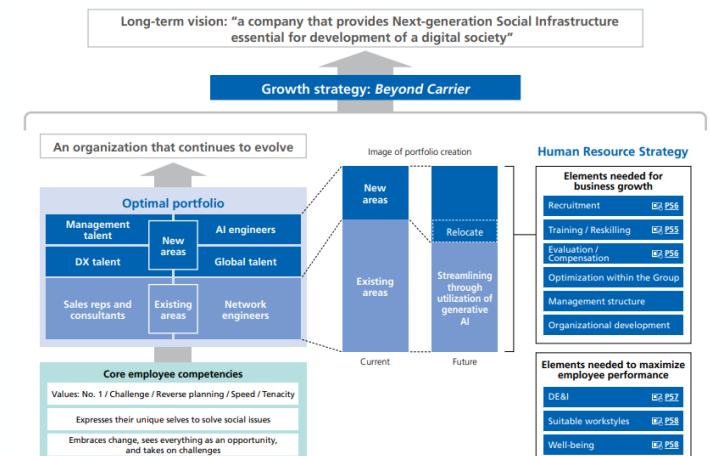 Long-term vision: “a company that provides Next-generation Social Infrastructure
essential for development of a digital society”
Growth strategy: Beyond Carrier
An organization that continues to evolve
Optimal portfolio
Management
talent
AI engineers
New
areas
DX talent
Global talent
Sales reps and
consultants
Existing
areas
Network
engineers
Core employee competencies
Values: No. 1 / Challenge / Reverse planning / Speed / Tenacity
Expresses their unique selves to solve social issues
Embraces change, sees everything as an opportunity,
and takes on challenges
Image of portfolio creation
New
areas
Relocate
Existing
areas
Streamlining
through
utilization of
generative
AI
Current
Future
Human Resource Strategy
Elements needed for
business growth
Recruitment P56
Training / Reskilling P55
Evaluation /
Compensation P56
Optimization within the Group
Management structure
Organizational development
Elements needed to maximize
employee performance
DE&I P57
Suitable workstyles P58
Well-being P58